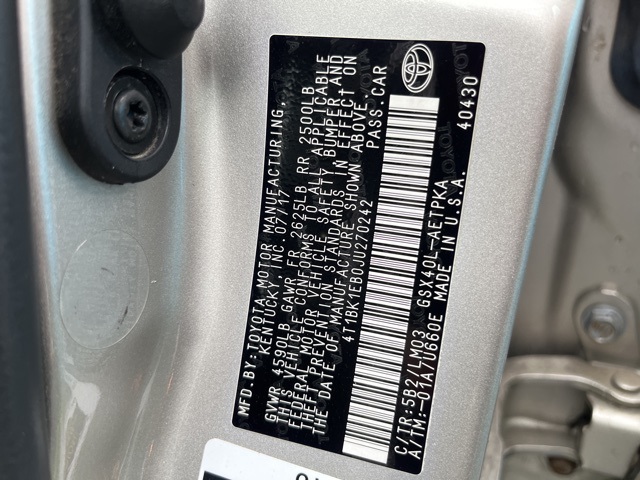 MFD.BY:TOYOTA MOTOR MANUFACTURING,
KENTUCKY, INC. 07/17
GVWR 4590LB GAWR FR 2625LB RR 2500LB
THIS VEHICLE CONFORMS TO ALL APPLICABLE
FEDERAL MOTOR VEHICLE SAFETY BUMPER AND
THEFT PREVENTION STANDARDS IN EFFECT ON
THE DATE OF MANUFACTURE SHOWN ABOVE.
4T1BK1EB0JU270242 PASS.CAR
C/TR:5B2/LM03 GSX40L-AETPKA 40430
A/TM:-01A/U660E MADE IN U.S.A.